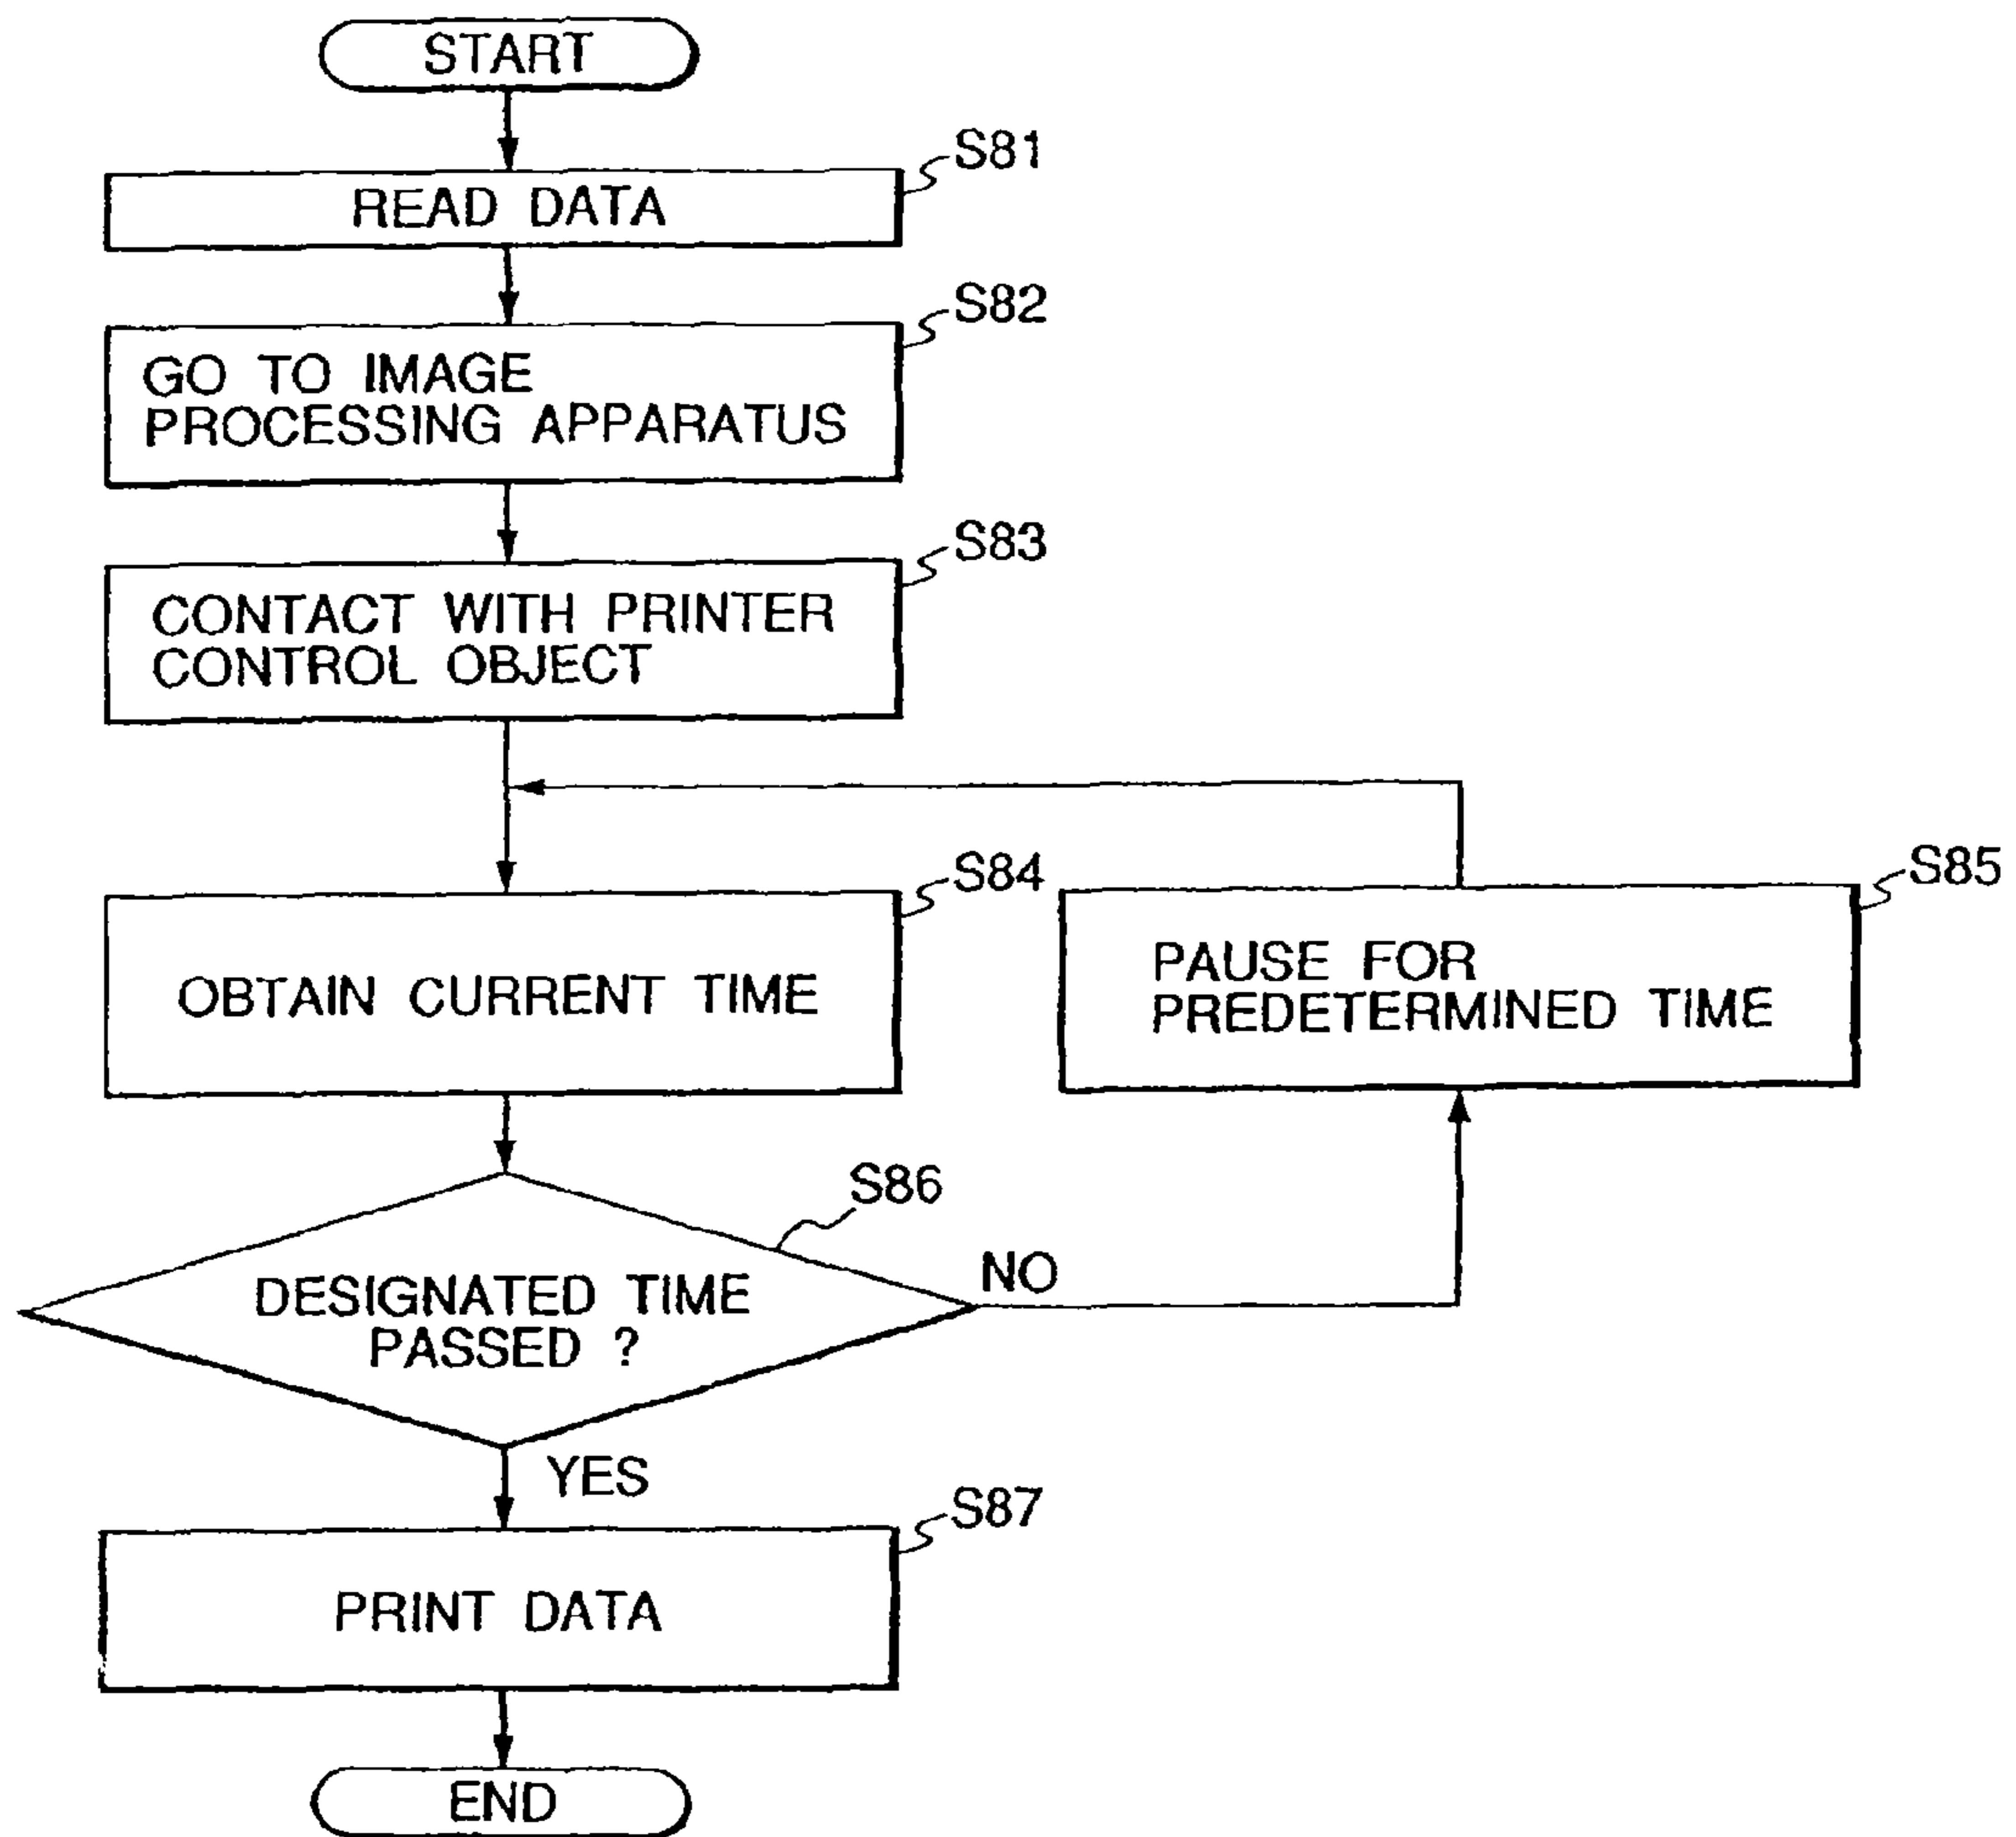 START
S81
READ DATA
S82
GO TO IMAGE
PROCESSING APPARATUS
S83
CONTACT WITH PRINTER
CONTROL OBJECT
S84
OBTAIN CURRENT TIME
S85
PAUSE FOR
PREDETERMINED TIME
S86
DESIGNATED TIME
PASSED ?
NO
YES
S87
PRINT DATA
END